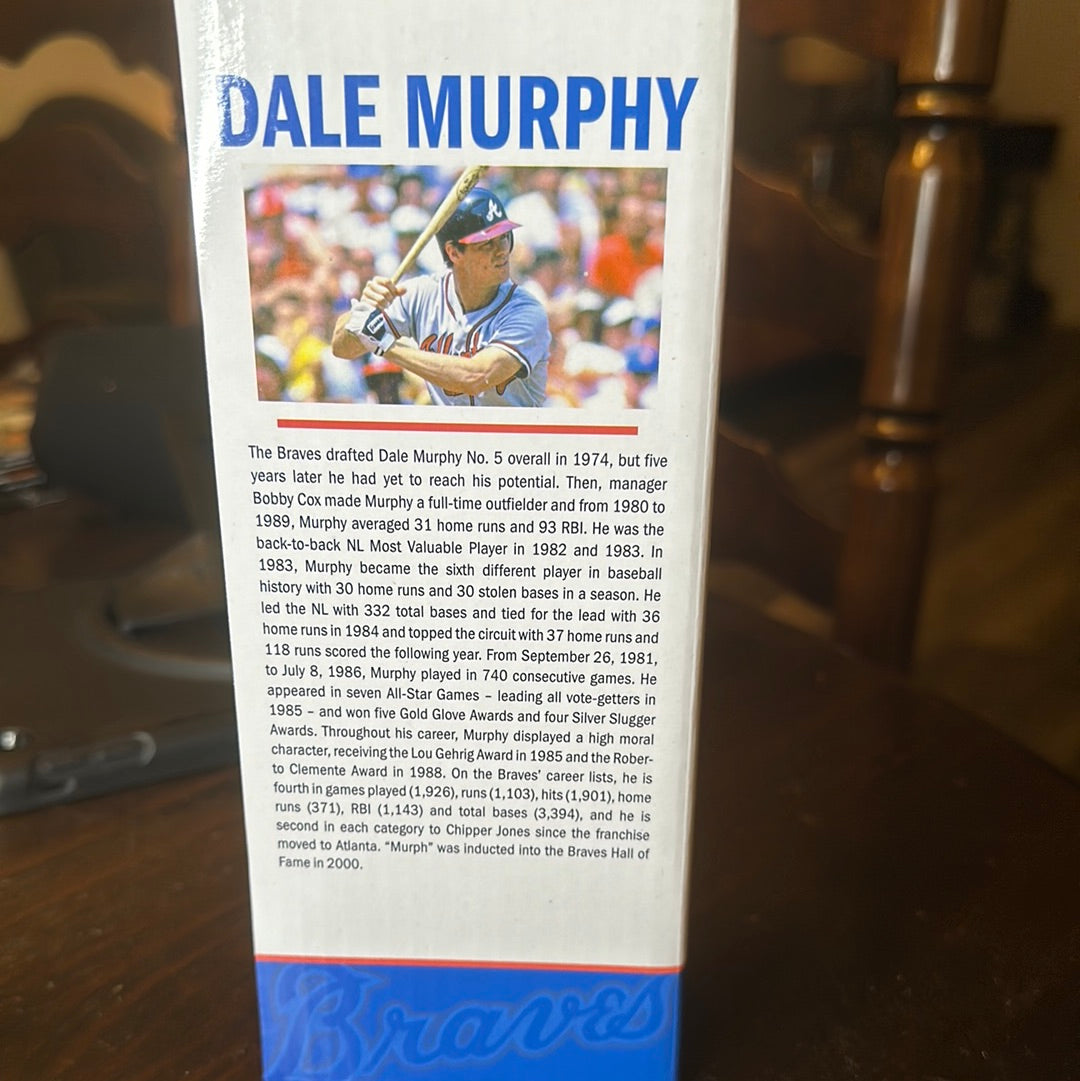 DALE MURPHY
A
The Braves drafted Dale Murphy No. 5 overall in 1974, but five
years later he had yet to reach his potential. Then, manager
Bobby Cox made Murphy a full-time outfielder and from 1980 to
1989, Murphy averaged 31 home runs and 93 RBI. He was the
back-to-back NL Most Valuable Player in 1982 and 1983. In
1983, Murphy became the sixth different player in baseball
history with 30 home runs and 30 stolen bases in a season. He
led the NL with 332 total bases and tied for the lead with 36
home runs in 1984 and topped the circuit with 37 home runs and
118 runs scored the following year. From September 26, 1981,
to July 8, 1986, Murphy played in 740 consecutive games. He
appeared in seven All-Star Games – leading all vote-getters in
1985 – and won five Gold Glove Awards and four Silver Slugger
Awards. Throughout his career, Murphy displayed a high moral
character, receiving the Lou Gehrig Award in 1985 and the Rober-
to Clemente Award in 1988. On the Braves’ career lists, he is
fourth in games played (1,926), runs (1,103), hits (1,901), home
runs (371), RBI (1,143) and total bases (3,394), and he is
second in each category to Chipper Jones since the franchise
moved to Atlanta. “Murph” was inducted into the Braves Hall of
Fame in 2000.
Braves